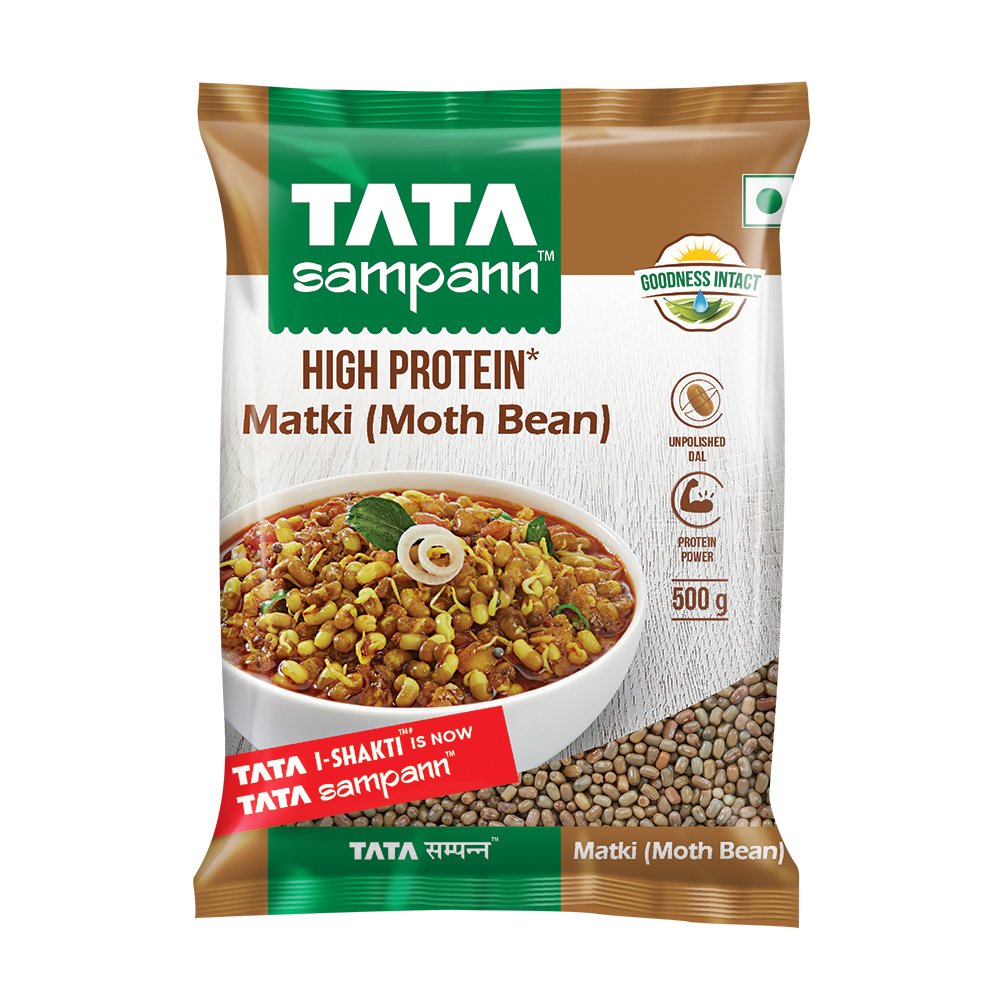 TATA
sampann™
GOODNESS INTACT
HIGH PROTEIN*
Matki (Moth Bean)
UNPOLISHED
DAL
PROTEIN
POWER
500 g
TATA I-SHAKTI™# IS NOW
TATA sampann™
TATA सम्पन्न™
Matki (Moth Bean)